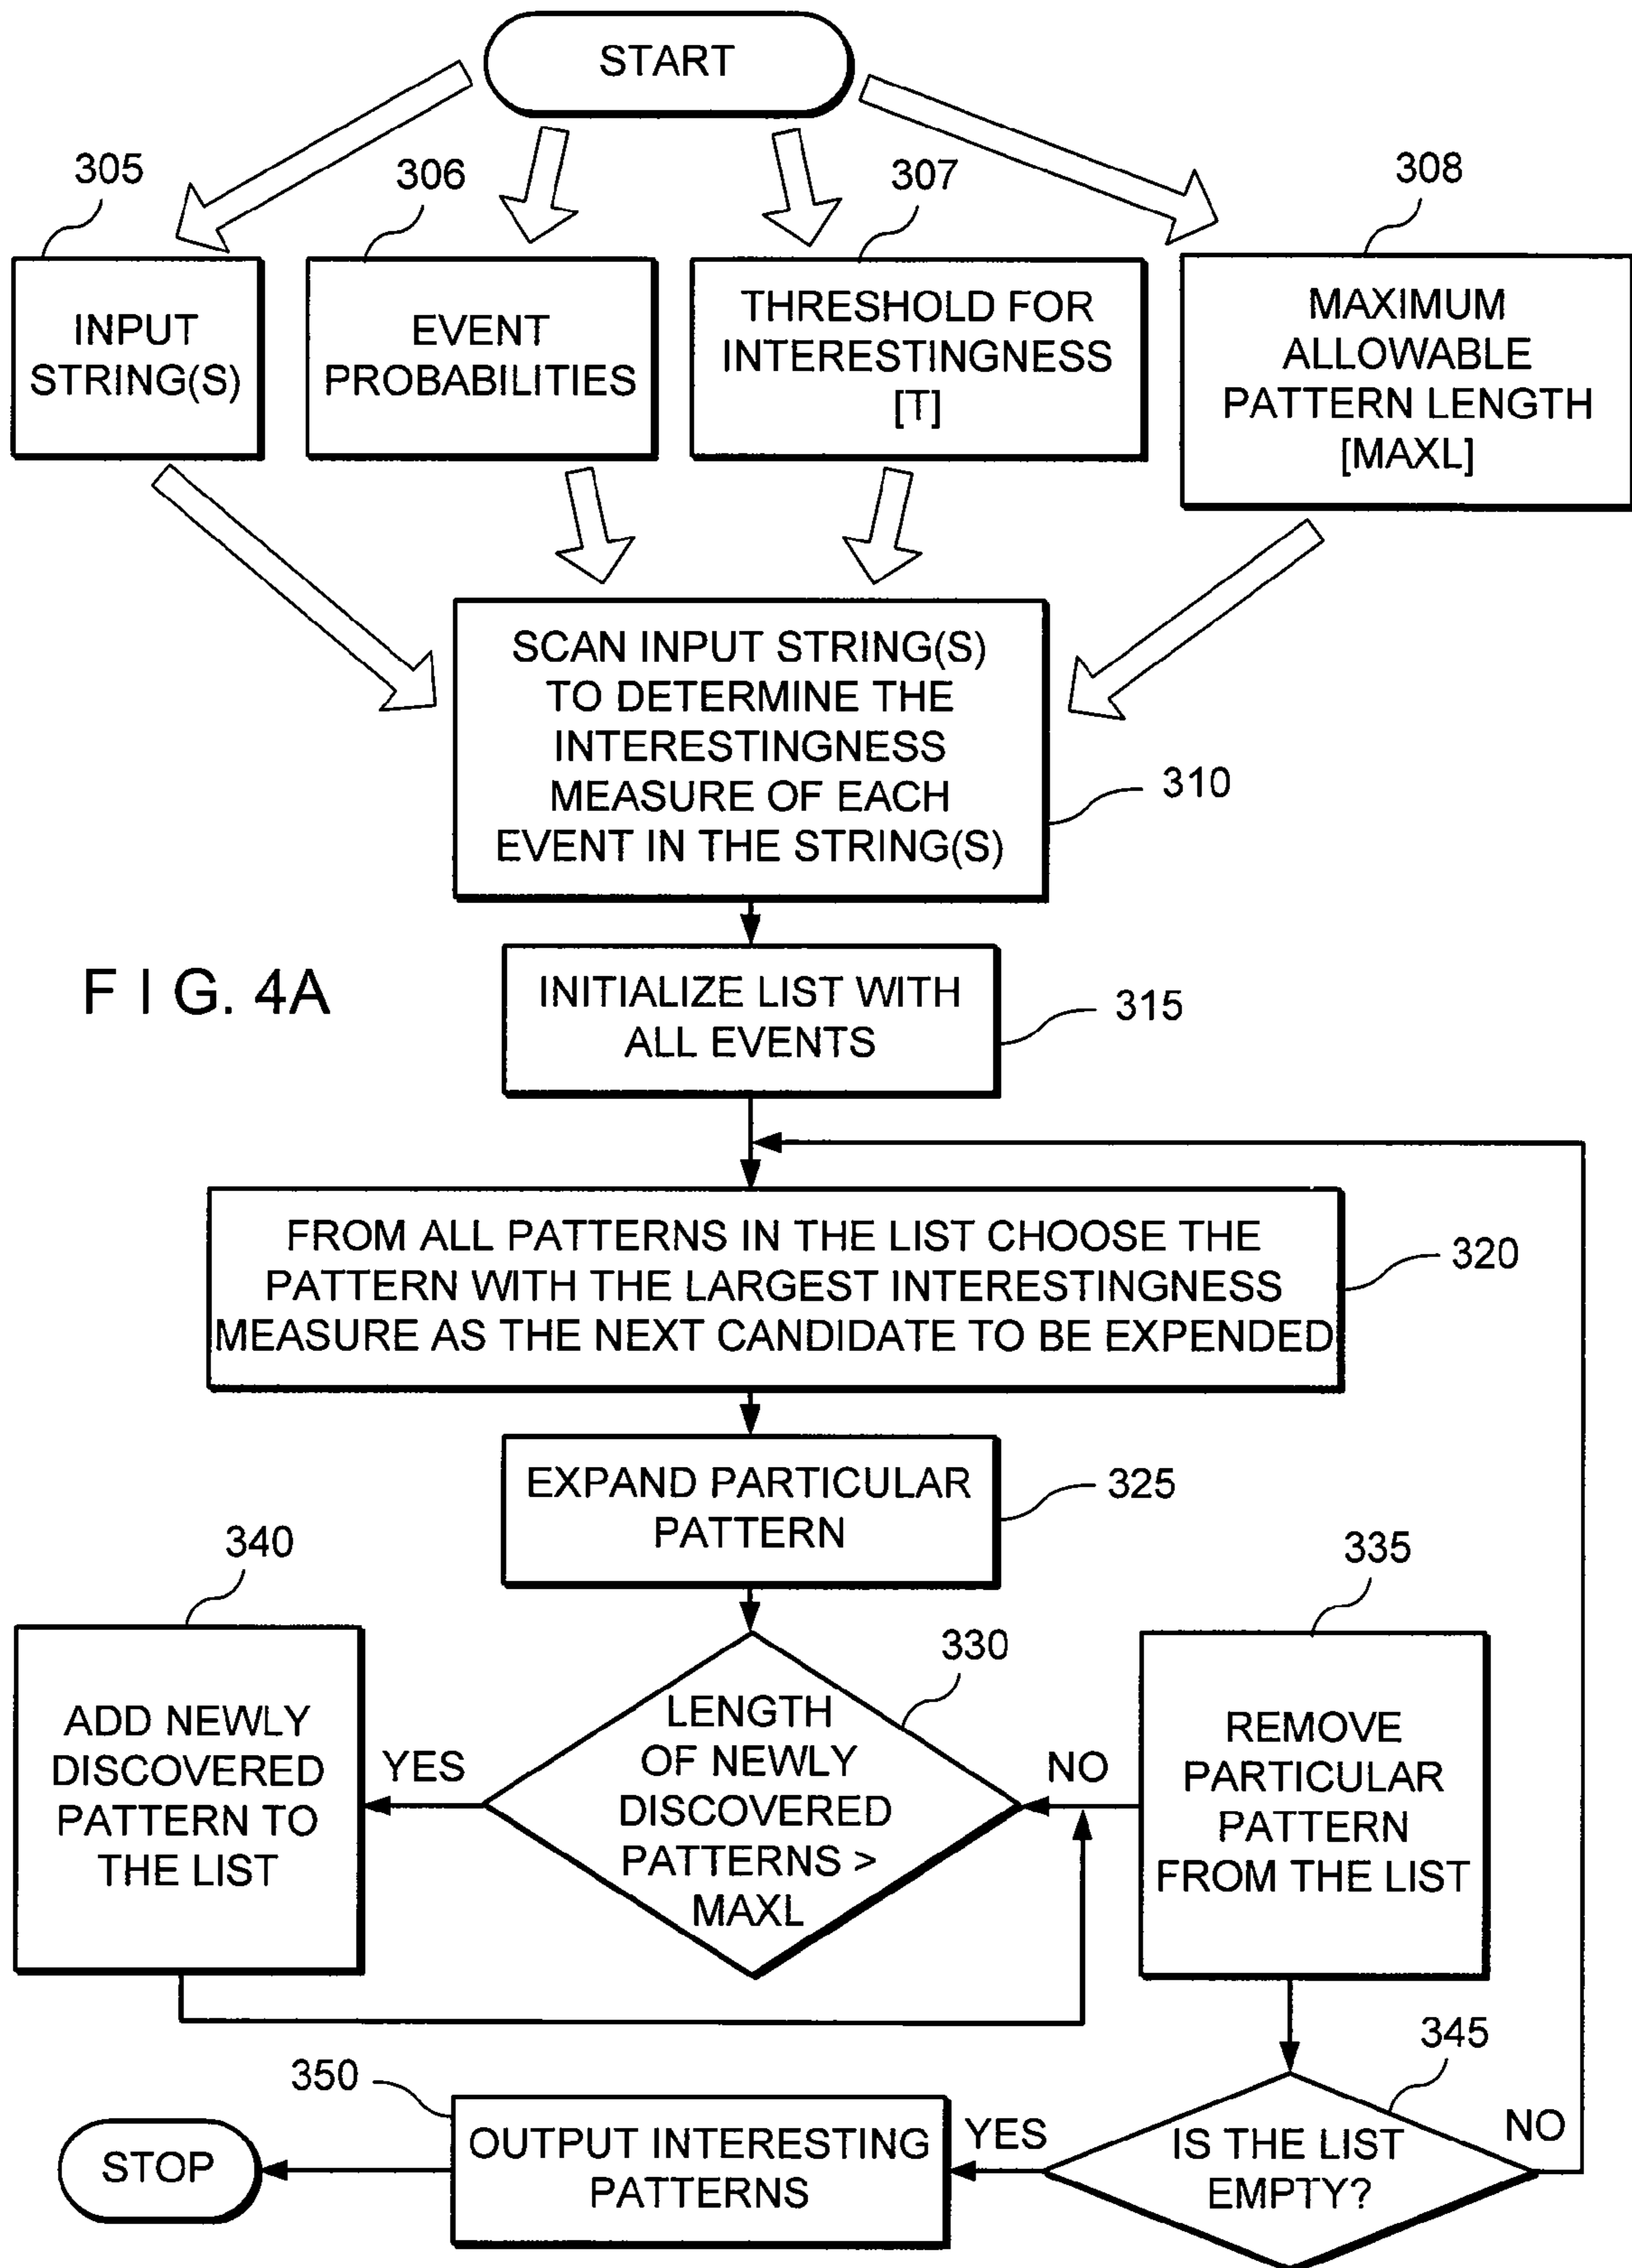 START
305
306
307
308
INPUT
STRING(S)
EVENT
PROBABILITIES
THRESHOLD FOR
INTERESTINGNESS
[T]
MAXIMUM
ALLOWABLE
PATTERN LENGTH
[MAXL]
SCAN INPUT STRING(S)
TO DETERMINE THE
INTERESTINGNESS
MEASURE OF EACH
EVENT IN THE STRING(S)
310
F I G. 4A
INITIALIZE LIST WITH
ALL EVENTS
315
FROM ALL PATTERNS IN THE LIST CHOOSE THE
PATTERN WITH THE LARGEST INTERESTINGNESS
MEASURE AS THE NEXT CANDIDATE TO BE EXPENDED
320
EXPAND PARTICULAR
PATTERN
325
340
ADD NEWLY
DISCOVERED
PATTERN TO
THE LIST
YES
330
LENGTH
OF NEWLY
DISCOVERED
PATTERNS >
MAXL
NO
335
REMOVE
PARTICULAR
PATTERN
FROM THE LIST
345
IS THE LIST
EMPTY?
NO
YES
350
OUTPUT INTERESTING
PATTERNS
STOP